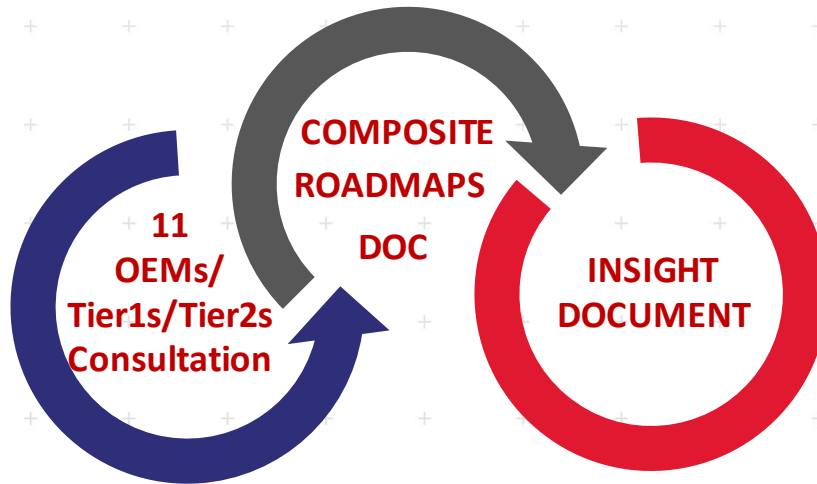 11
OEMs/
Tier1s/Tier2s
Consultation
COMPOSITE
ROADMAPS
DOC
INSIGHT
DOCUMENT